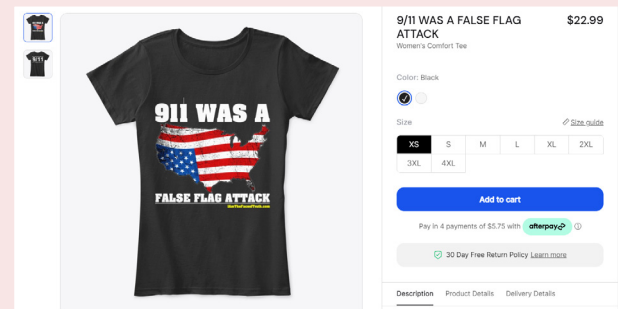 9/11 WAS A FALSE FLAG
ATTACK
$22.99
Women's Comfort Tee
Color: Black
Size
Size guide
XS S M L XL 2XL
3XL 4XL
Add to cart
Pay in 4 payments of $5.75 with afterpay
30 Day Free Return Policy Learn more
Description Product Details Delivery Details
911 WAS A
FALSE FLAG ATTACK
9/11